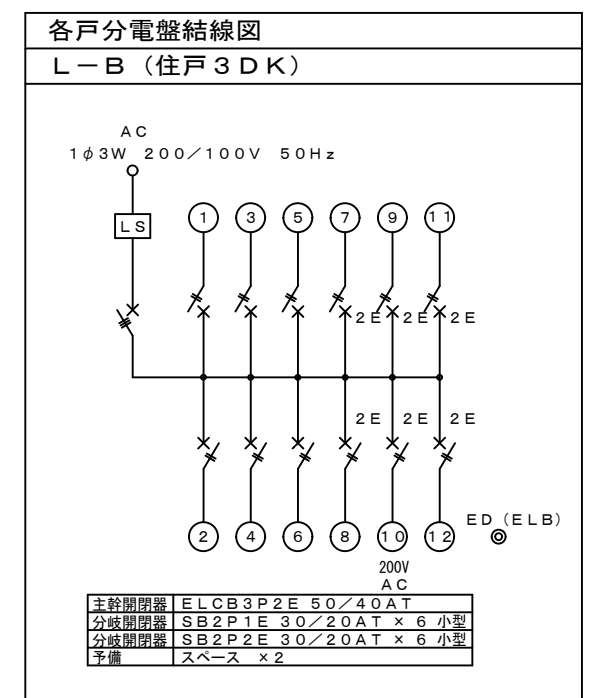 各戸分電盤結線図
L－B（住戸3DK）
AC
1φ3W 200／100V 50Hz
LS
1 3 5 7 9 11
2E 2E 2E
2E 2E 2E
2 4 6 8 10 12
ED（ELB）
200V
AC
主幹開閉器 ELCB3P2E 50／40AT
分岐開閉器 SB2P1E 30／20AT × 6 小型
分岐開閉器 SB2P2E 30／20AT × 6 小型
予備 スペース ×2